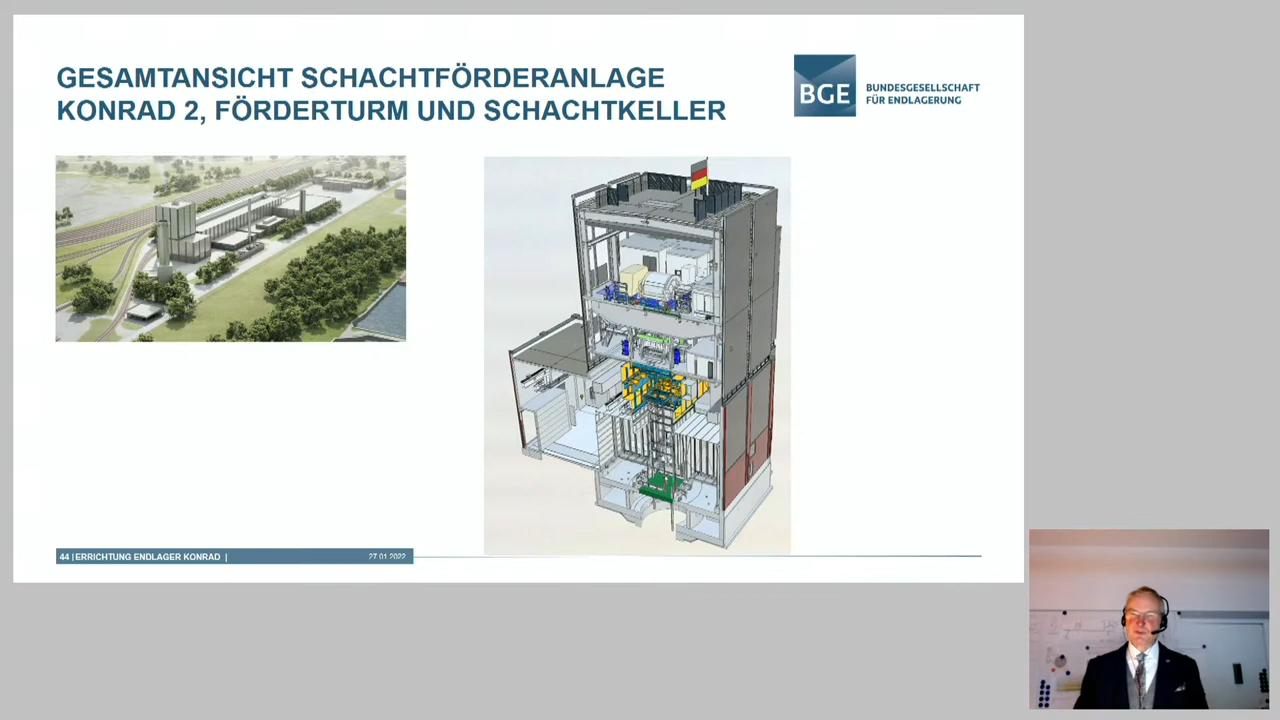 GESAMTANSICHT SCHACHTFÖRDERANLAGE
KONRAD 2, FÖRDERTURM UND SCHACHTKELLER
BGE
BUNDESGESELLSCHAFT
FÜR ENDLAGERUNG
44 | ERRICHTUNG ENDLAGER KONRAD |
27.01.2022